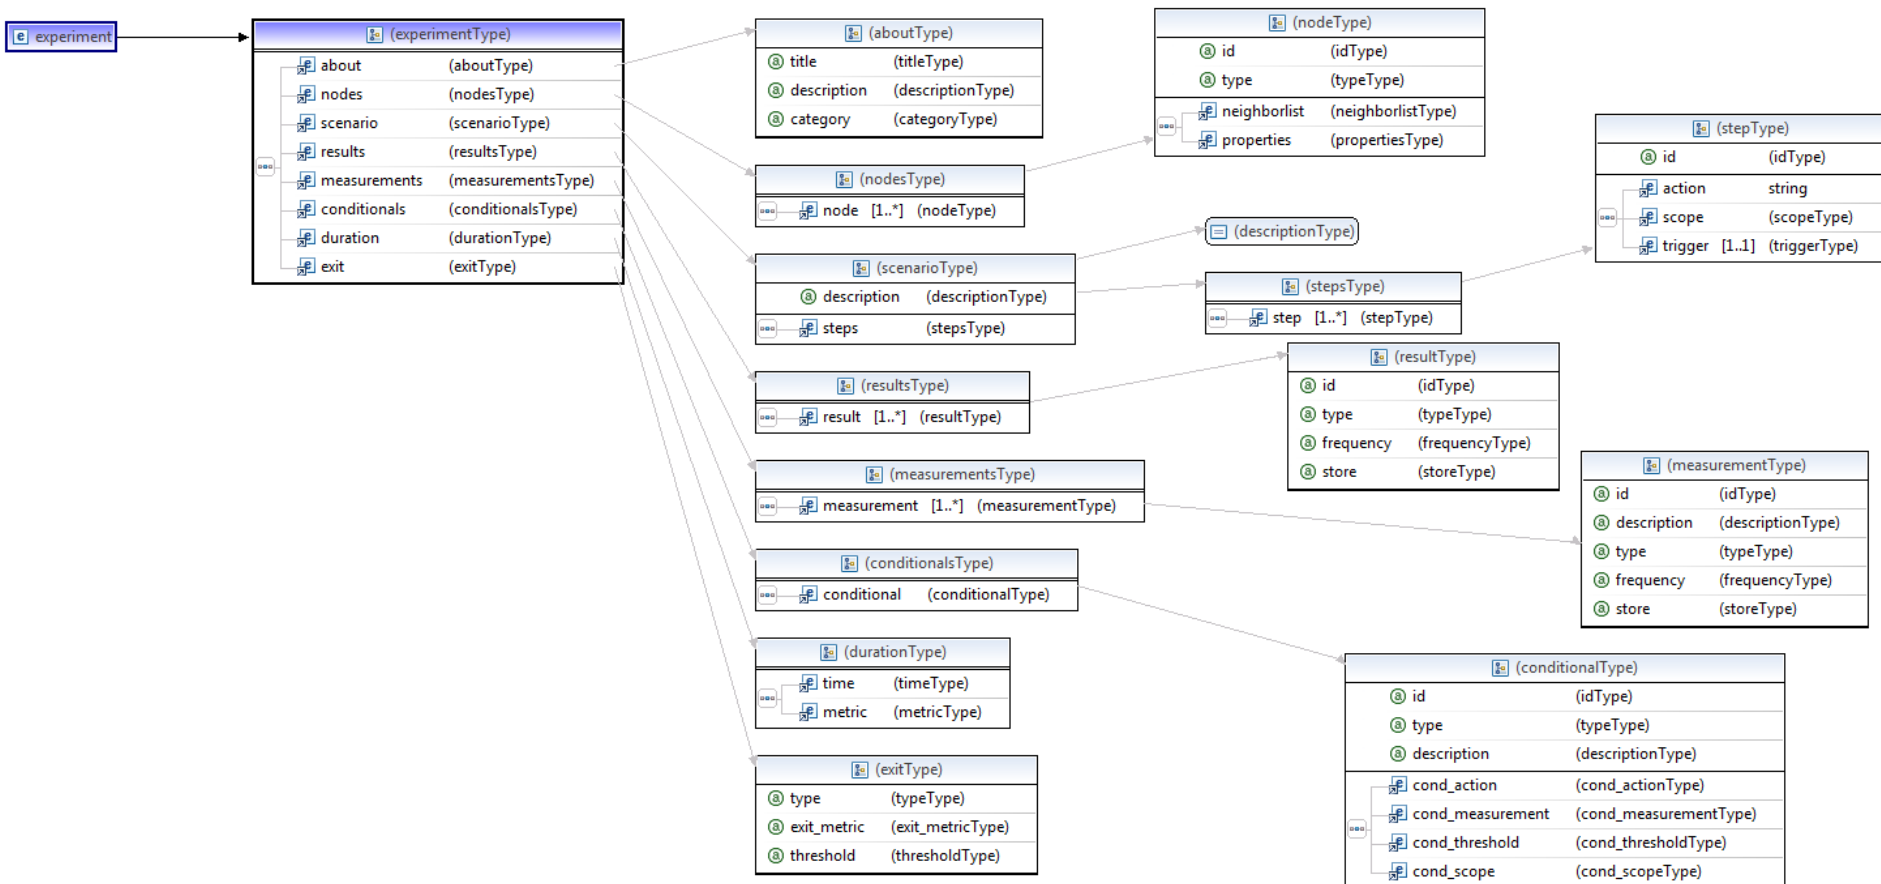 experiment
(experimentType)
about (aboutType)
nodes (nodesType)
scenario (scenarioType)
results (resultsType)
measurements (measurementsType)
conditionals (conditionalsType)
duration (durationType)
exit (exitType)
(aboutType)
title (titleType)
description (descriptionType)
category (categoryType)
(nodesType)
node [1..*] (nodeType)
(scenarioType)
description (descriptionType)
steps (stepsType)
(resultsType)
result [1..*] (resultType)
(measurementsType)
measurement [1..*] (measurementType)
(conditionalsType)
conditional (conditionalType)
(durationType)
time (timeType)
metric (metricType)
(exitType)
type (typeType)
exit_metric (exit_metricType)
threshold (thresholdType)
(nodeType)
id (idType)
type (typeType)
neighborlist (neighborlistType)
properties (propertiesType)
(descriptionType)
(stepsType)
step [1..*] (stepType)
(stepType)
id (idType)
action string
scope (scopeType)
trigger [1..1] (triggerType)
(resultType)
id (idType)
type (typeType)
frequency (frequencyType)
store (storeType)
(measurementType)
id (idType)
description (descriptionType)
type (typeType)
frequency (frequencyType)
store (storeType)
(conditionalType)
id (idType)
type (typeType)
description (descriptionType)
cond_action (cond_actionType)
cond_measurement (cond_measurementType)
cond_threshold (cond_thresholdType)
cond_scope (cond_scopeType)